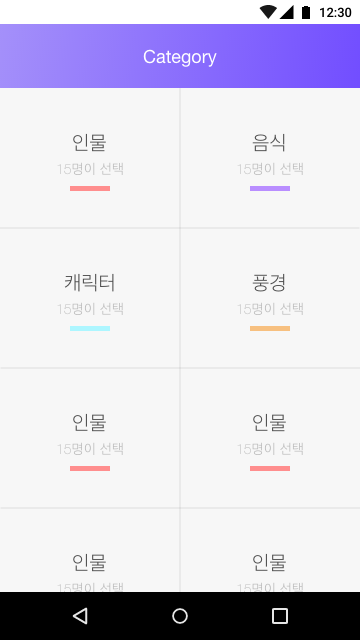 12:30
Category
인물 음식
15명이 선택 15명이 선택
캐릭터 풍경
15명이 선택 15명이 선택
인물 인물
15명이 선택 15명이 선택
인물 인물
15명이 선택 15명이 선택